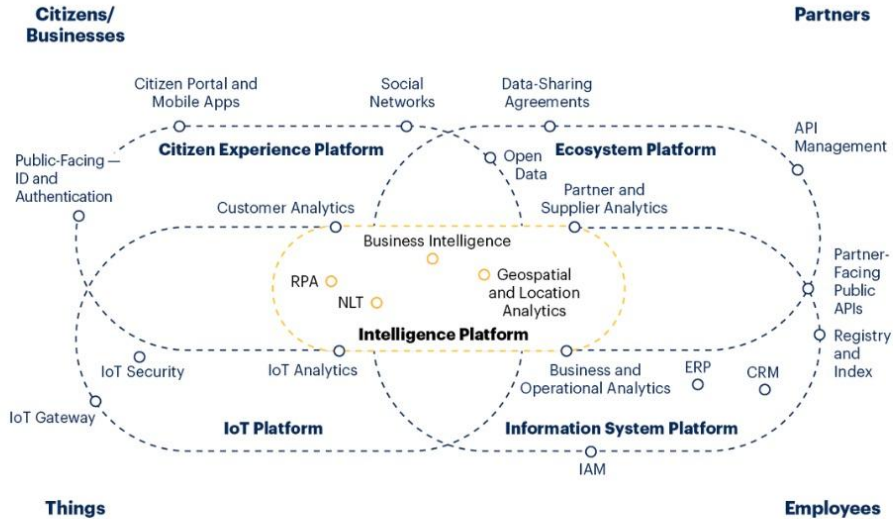 Citizens/
Businesses
Partners
Citizen Portal and
Mobile Apps
Social
Networks
Data-Sharing
Agreements
API
Management
Citizen Experience Platform
Ecosystem Platform
Public-Facing —
ID and
Authentication
Open
Data
Customer Analytics
Partner and
Supplier Analytics
Business Intelligence
RPA
NLT
Geospatial
and Location
Analytics
Partner-
Facing
Public
APIs
Intelligence Platform
Registry
and
Index
IoT Security
IoT Analytics
Business and
Operational Analytics
ERP
CRM
IoT Gateway
IoT Platform
Information System Platform
IAM
Things
Employees